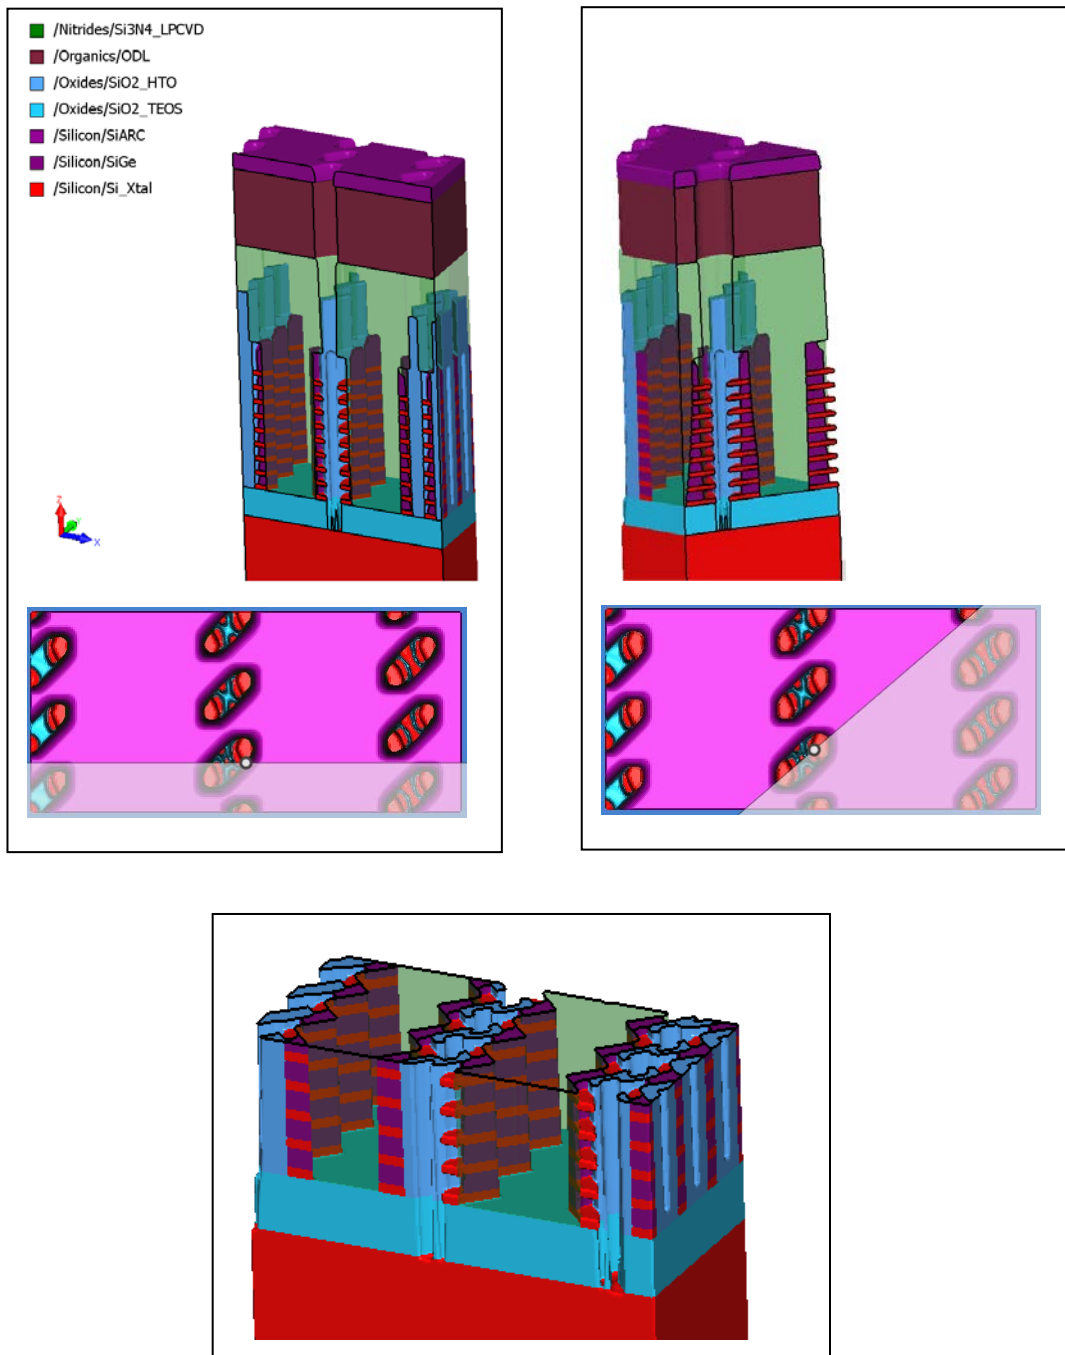 /Nitrides/Si3N4_LPCVD
/Organics/ODL
/Oxides/SiO2_HTO
/Oxides/SiO2_TEOS
/Silicon/SiARC
/Silicon/SiGe
/Silicon/Si_Xtal
Z
Y
X